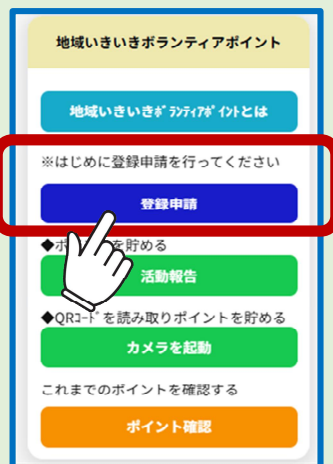 地域いきいきボランティアポイント
地域いきいきﾎﾞﾗﾝﾃｨｱﾎﾟｲﾝﾄとは
※はじめに登録申請を行ってください
登録申請
を貯める
活動報告
◆QRｺｰﾄﾞを読み取りポイントを貯める
カメラを起動
これまでのポイントを確認する
ポイント確認